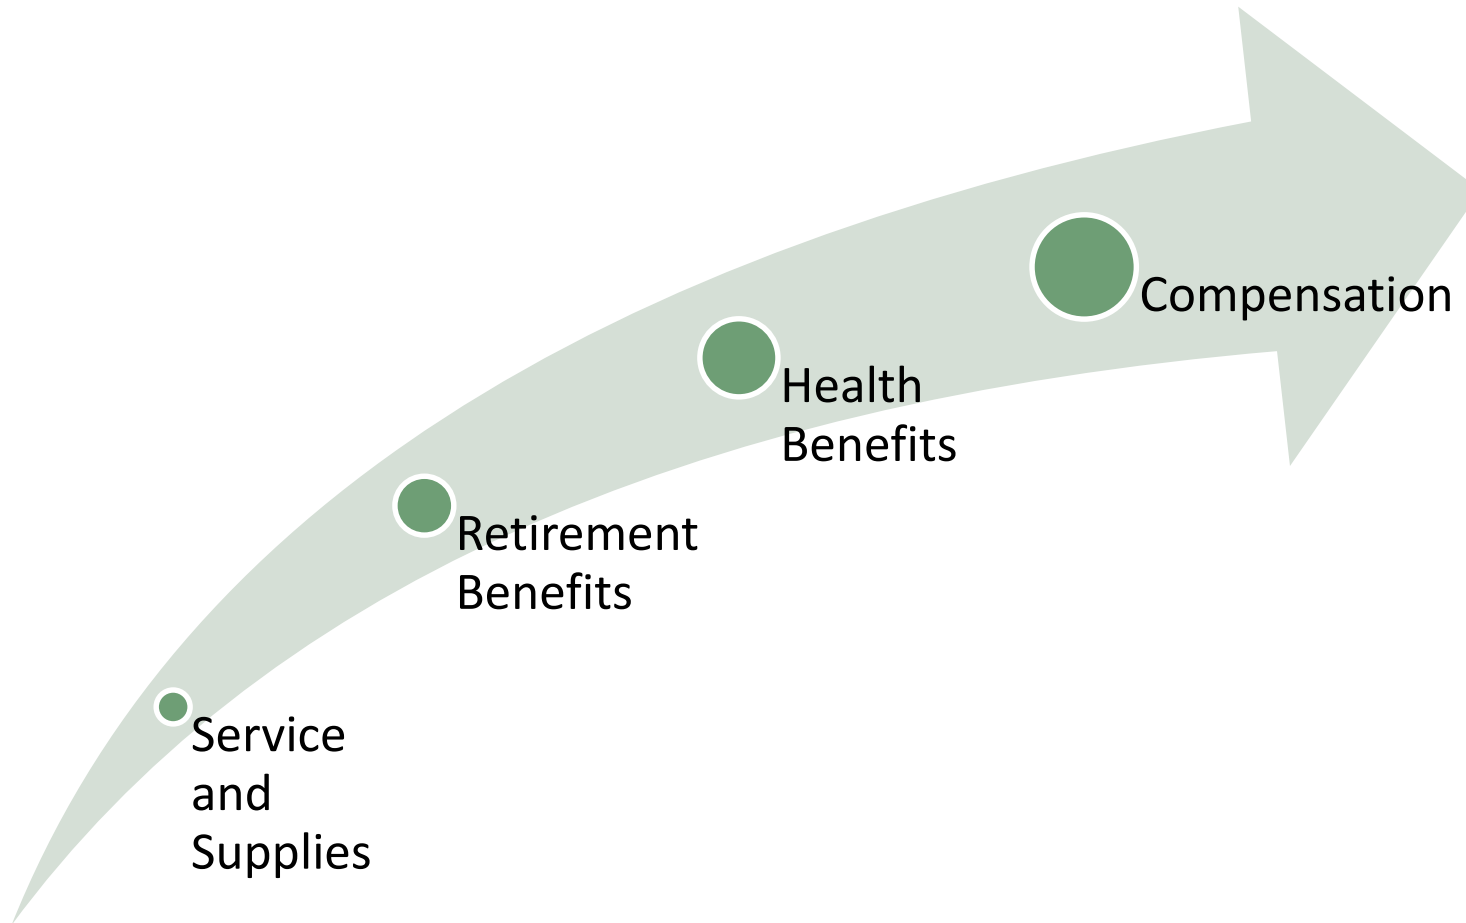 Compensation
Health
Benefits
Retirement
Benefits
Service
and
Supplies